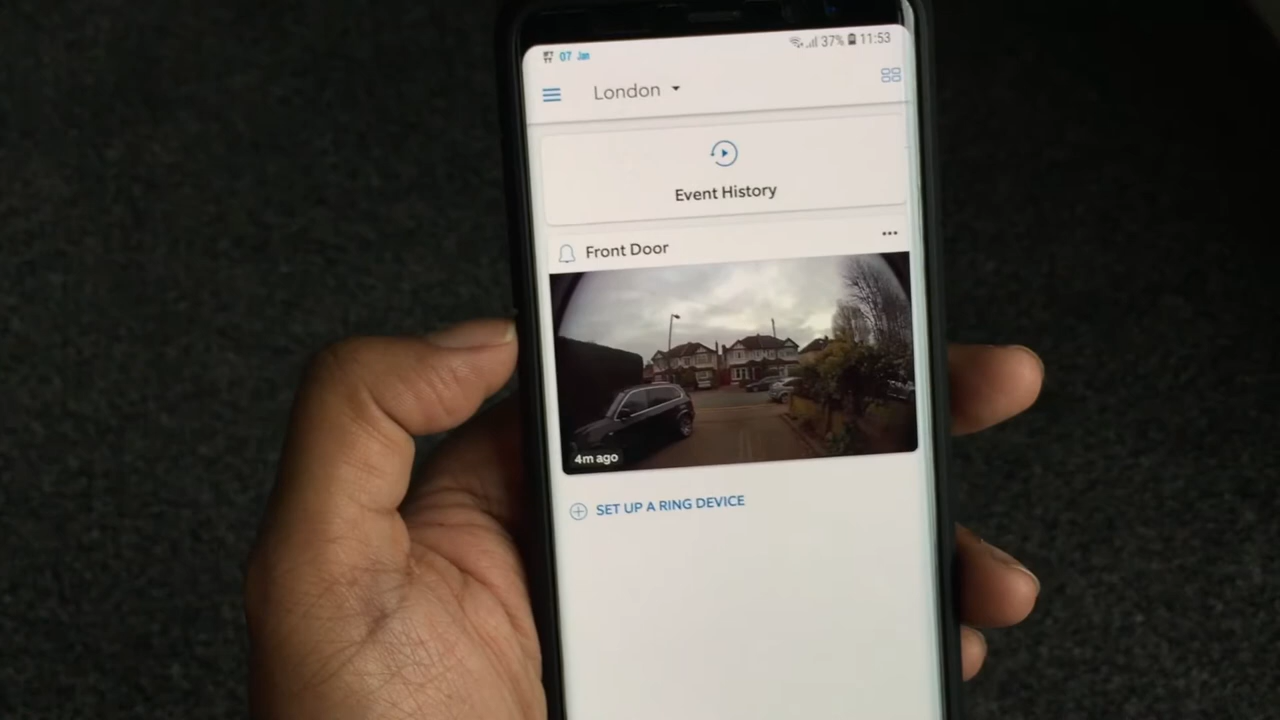 07 Jan
37% 11:53
London
Event History
Front Door
4m ago
SET UP A RING DEVICE